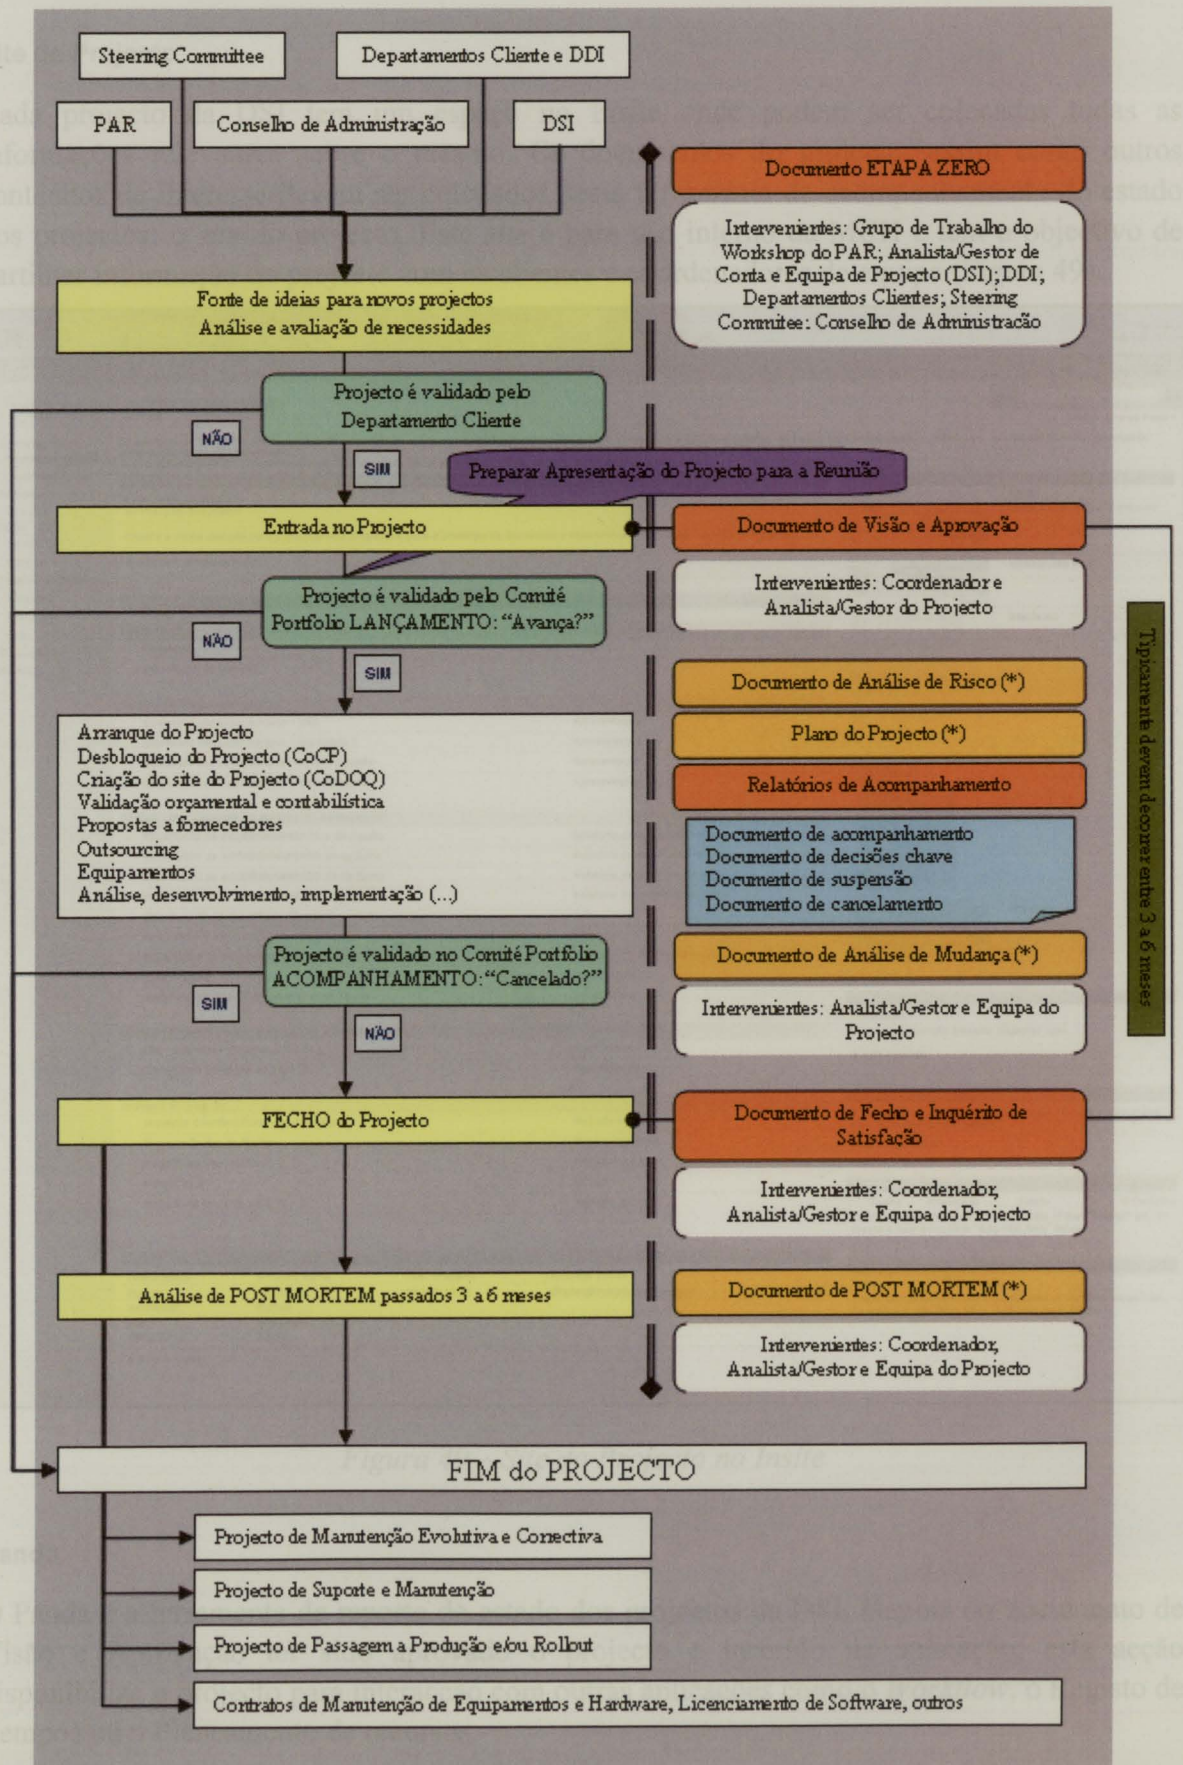 Steering Committee
Departamentos Cliente e DDI
PAR
Conselho de Administração
DSI
Documento ETAPA ZERO
Intervenientes: Grupo de Trabalho do
Workshop do PAR; Analista/Gestor de
Conta e Equipa de Projecto (DSI); DDI;
Departamentos Clientes; Steering
Commitee: Conselho de Administracão
Fonte de ideias para novos projectos
Análise e avaliação de necessidades
Projecto é validado pelo
Departamento Cliente
NÃO
SIM
Preparar Apresentação do Projecto para a Reunião
Entrada no Projecto
Documento de Visão e Aprovação
Intervenientes: Coordenador e
Analista/Gestor do Projecto
Projecto é validado pelo Comité
Portfolio LANÇAMENTO: “Avança?”
NÃO
SIM
Documento de Análise de Risco (*)
Plano do Projecto (*)
Relatórios de Acompanhamento
Documento de acompanhamento
Documento de decisões chave
Documento de suspensão
Documento de cancelamento
Documento de Análise de Mudança (*)
Intervenientes: Analista/Gestor e Equipa do
Projecto
Tipicamente devem decorrer entre 3 a 6 meses
Arranque do Projecto
Desbloqueio do Projecto (CoCP)
Criação do site do Projecto (CoDOQ)
Validação orçamental e contabilística
Propostas a fornecedores
Outsourcing
Equipamentos
Análise, desenvolvimento, implementação (...)
Projecto é validado no Comité Portfolio
ACOMPANHAMENTO: “Cancelado?”
SIM
NÃO
FECHO do Projecto
Documento de Fecho e Inquérito de
Satisfação
Intervenientes: Coordenador,
Analista/Gestor e Equipa do Projecto
Análise de POST MORTEM passados 3 a 6 meses
Documento de POST MORTEM (*)
Intervenientes: Coordenador,
Analista/Gestor e Equipa do Projecto
FIM do PROJECTO
Projecto de Manutenção Evolutiva e Correctiva
Projecto de Suporte e Manutenção
Projecto de Passagem a Produção e/ou Rollout
Contratos de Manutenção de Equipamentos e Hardware, Licenciamento de Software, outros